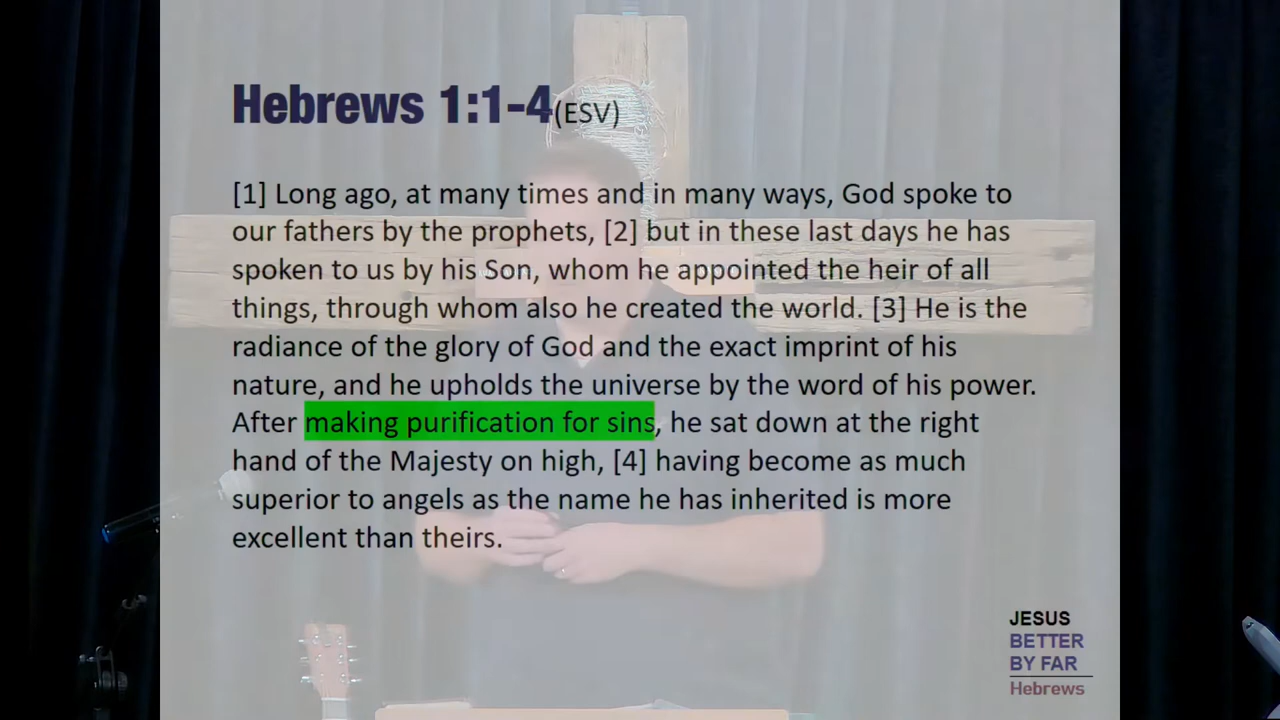 Hebrews 1:1-4(ESV)
[1] Long ago, at many times and in many ways, God spoke to
our fathers by the prophets, [2] but in these last days he has
spoken to us by his Son, whom he appointed the heir of all
things, through whom also he created the world. [3] He is the
radiance of the glory of God and the exact imprint of his
nature, and he upholds the universe by the word of his power.
After making purification for sins, he sat down at the right
hand of the Majesty on high, [4] having become as much
superior to angels as the name he has inherited is more
excellent than theirs.
JESUS
BETTER
BY FAR
Hebrews